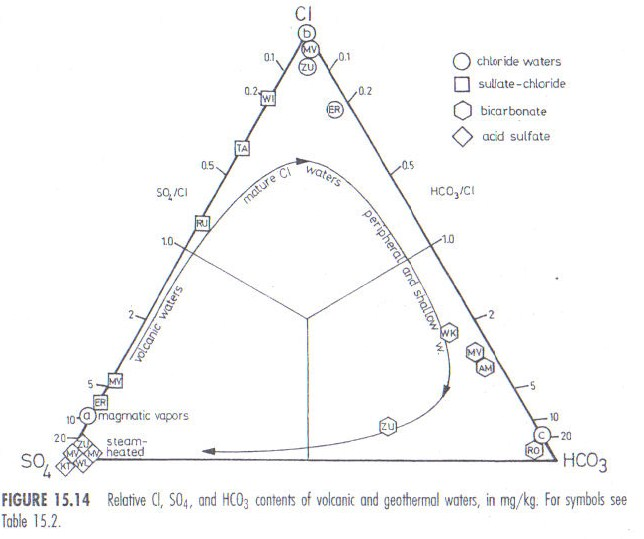 Cl
b
MV
ZU
0.1
0.1
chloride waters
sulfate-chloride
bicarbonate
acid sulfate
0.2
WI
0.2
ER
TA
0.5
0.5
mature Cl waters
SO4/Cl
HCO3/Cl
RU
1.0
1.0
peripheral and shallow w.
volcanic waters
2
2
WK
MV
AM
5
MV
5
ER
10
a
magmatic vapors
10
ZU
20
ZU
steam-
heated
c
20
MV
MV
RO
KT
WL
SO4
HCO3
FIGURE 15.14 Relative Cl, SO4, and HCO3 contents of volcanic and geothermal waters, in mg/kg. For symbols see
Table 15.2.